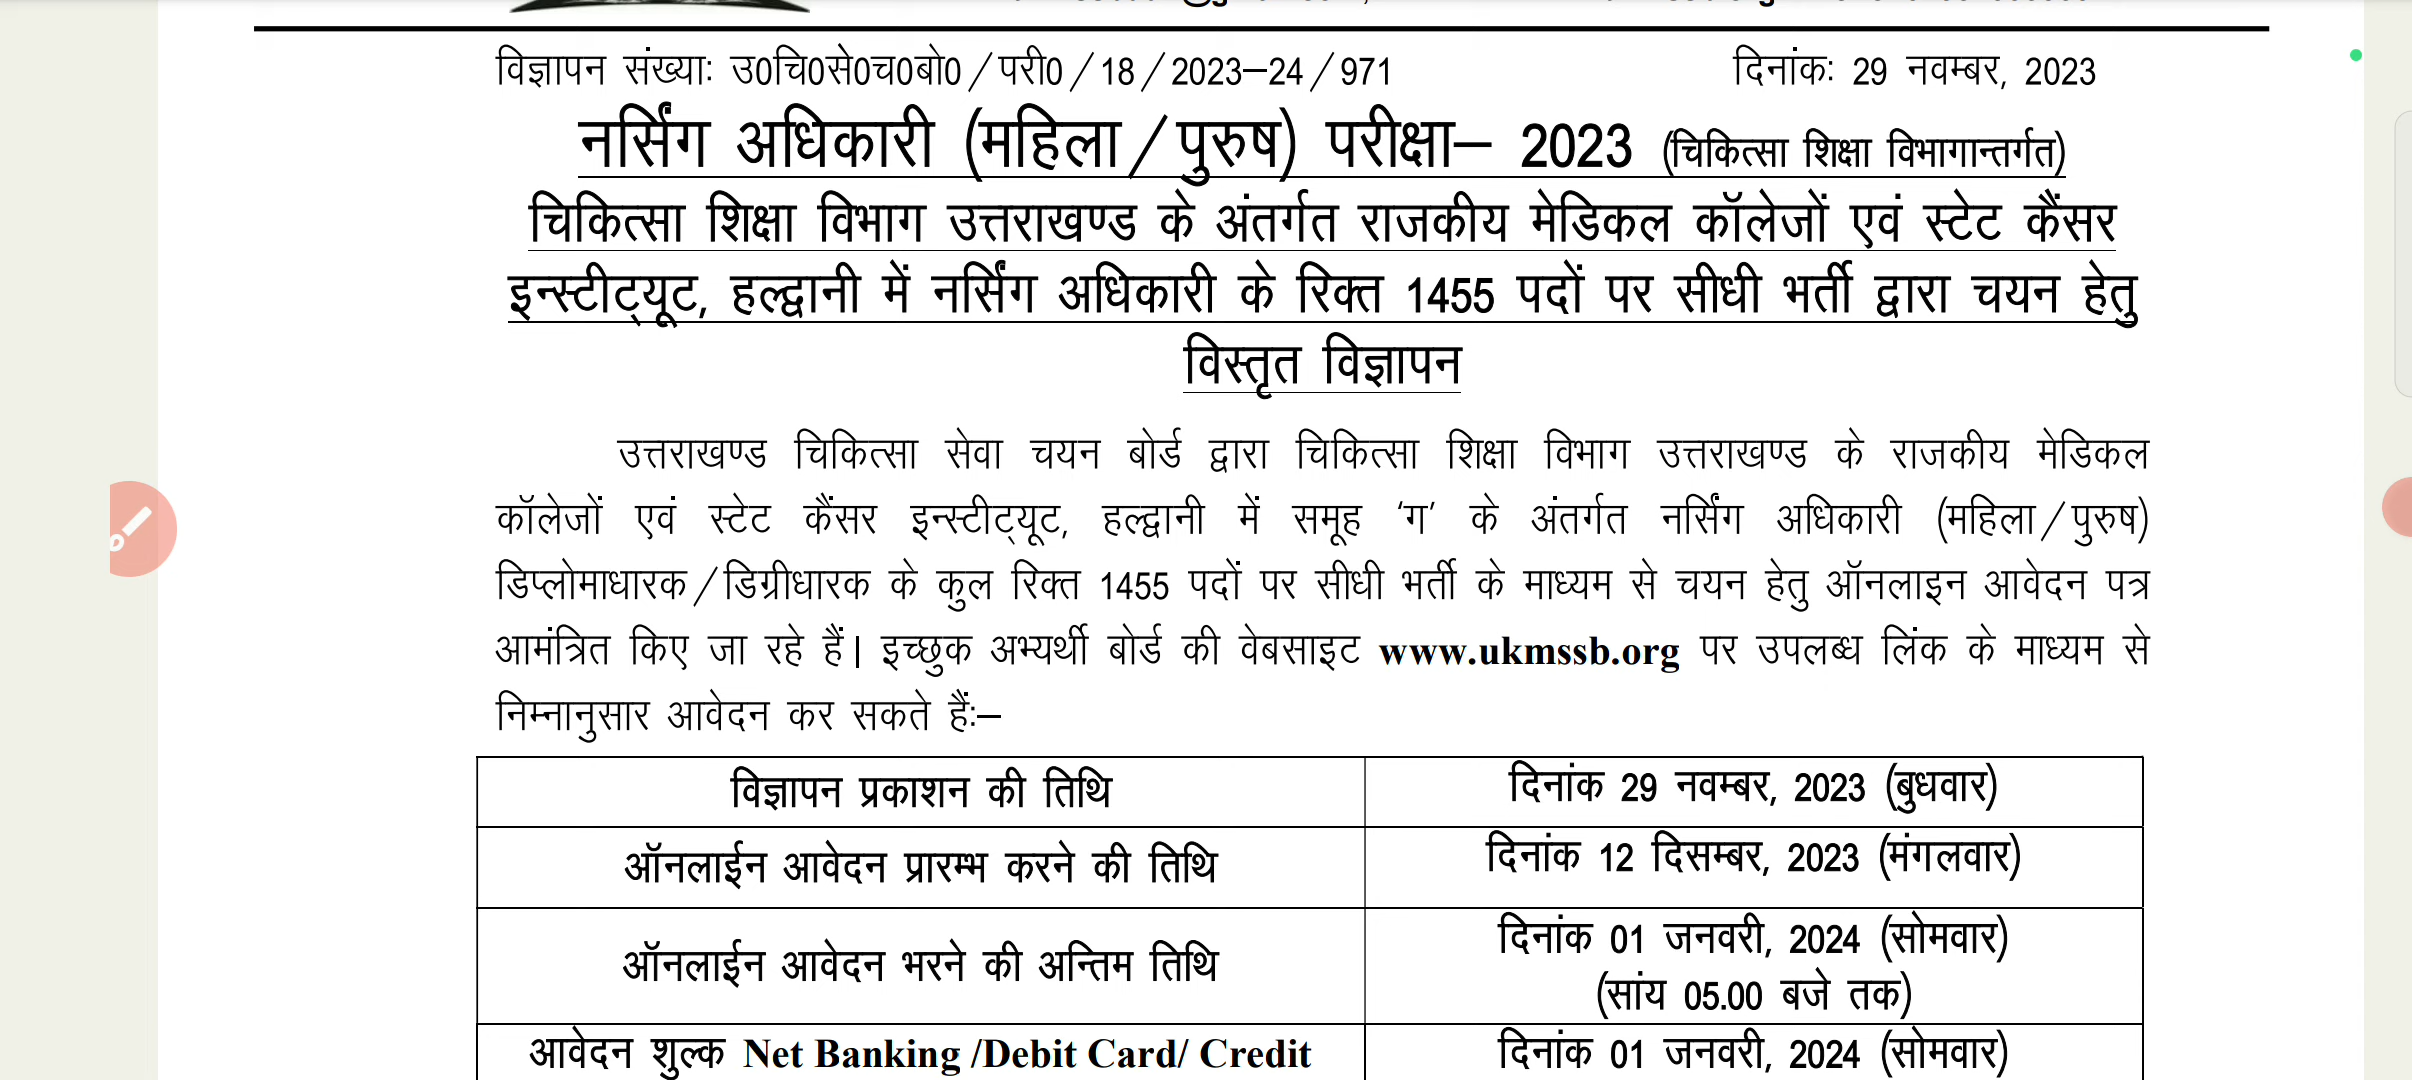 विज्ञापन संख्याः उ0चि0से0च0बो0/परी0/18/2023–24/971 दिनांकः 29 नवम्बर, 2023
नर्सिंग अधिकारी (महिला/पुरुष) परीक्षा– 2023 (चिकित्सा शिक्षा विभागान्तर्गत)
चिकित्सा शिक्षा विभाग उत्तराखण्ड के अंतर्गत राजकीय मेडिकल कॉलेजों एवं स्टेट कैंसर
इन्स्टीट्यूट, हल्द्वानी में नर्सिंग अधिकारी के रिक्त 1455 पदों पर सीधी भर्ती द्वारा चयन हेतु
विस्तृत विज्ञापन
उत्तराखण्ड चिकित्सा सेवा चयन बोर्ड द्वारा चिकित्सा शिक्षा विभाग उत्तराखण्ड के राजकीय मेडिकल
कॉलेजों एवं स्टेट कैंसर इन्स्टीट्यूट, हल्द्वानी में समूह 'ग' के अंतर्गत नर्सिंग अधिकारी (महिला/पुरुष)
डिप्लोमाधारक/डिग्रीधारक के कुल रिक्त 1455 पदों पर सीधी भर्ती के माध्यम से चयन हेतु ऑनलाइन आवेदन पत्र
आमंत्रित किए जा रहे हैं। इच्छुक अभ्यर्थी बोर्ड की वेबसाइट www.ukmssb.org पर उपलब्ध लिंक के माध्यम से
निम्नानुसार आवेदन कर सकते हैंः–
विज्ञापन प्रकाशन की तिथि दिनांक 29 नवम्बर, 2023 (बुधवार)
ऑनलाईन आवेदन प्रारम्भ करने की तिथि दिनांक 12 दिसम्बर, 2023 (मंगलवार)
ऑनलाईन आवेदन भरने की अन्तिम तिथि दिनांक 01 जनवरी, 2024 (सोमवार)
(सांय 05.00 बजे तक)
आवेदन शुल्क Net Banking /Debit Card/ Credit दिनांक 01 जनवरी, 2024 (सोमवार)